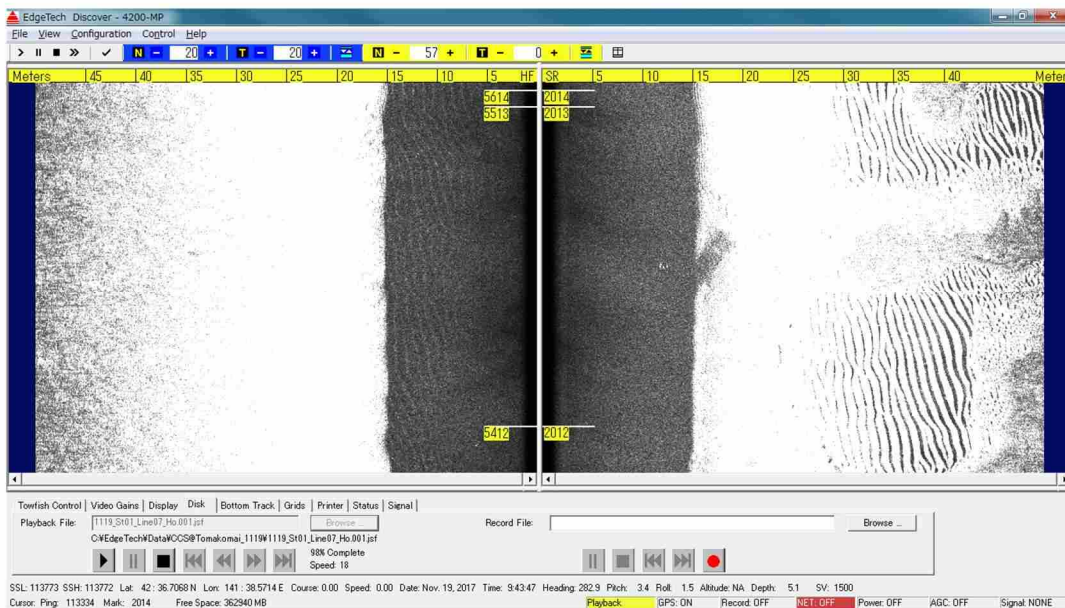 EdgeTech Discover - 4200-MP
File View Configuration Control Help
N - 20 + T - 20 + N - 57 + T - 0 +
Meters 45 40 35 30 25 20 15 10 5 HF SR 5 10 15 20 25 30 35 40 Meter
5614 2014
5513 2013
5412 2012
Towfish Control Video Gains Display Disk Bottom Track Grids Printer Status Signal
Playback File: 1119_St01_Line07_Ho.001.jsf Browse ... Record File: Browse ...
C:¥EdgeTech¥Data¥CCS@Tomakomai_1119¥1119_St01_Line07_Ho.001.jsf
98% Complete
Speed: 18
SSL: 113773 SSH: 113772 Lat: 42 : 36.7068 N Lon: 141 : 38.5714 E Course: 0.00 Speed: 0.00 Date: Nov. 19, 2017 Time: 9:43:47 Heading: 282.9 Pitch: 3.4 Roll: 1.5 Altitude: NA Depth: 5.1 SV: 1500
Cursor: Ping: 113334 Mark: 2014 Free Space: 362940 MB Playback GPS: ON Record: OFF NET: OFF Power: OFF AGC: OFF Signal: NONE